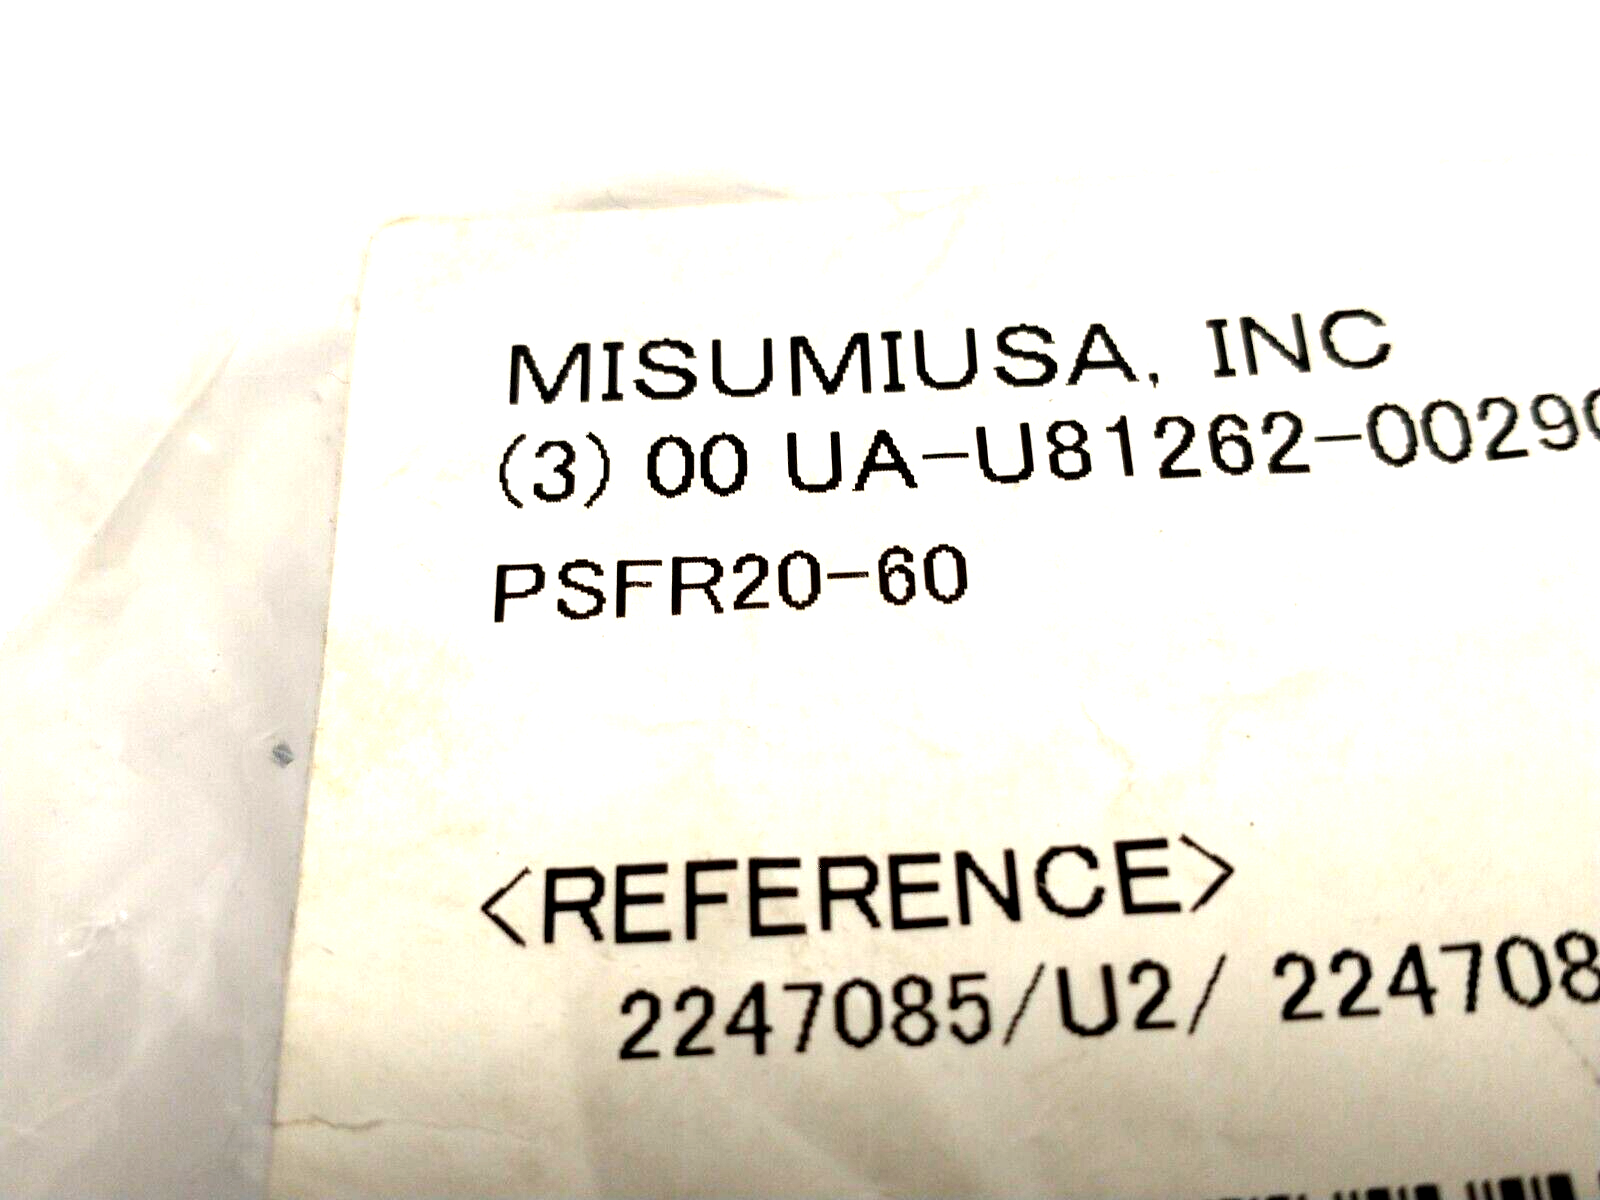 MISUMIUSA, INC
(3) 00 UA-U81262-0029
PSFR20-60
<REFERENCE>
2247085/U2/ 224708